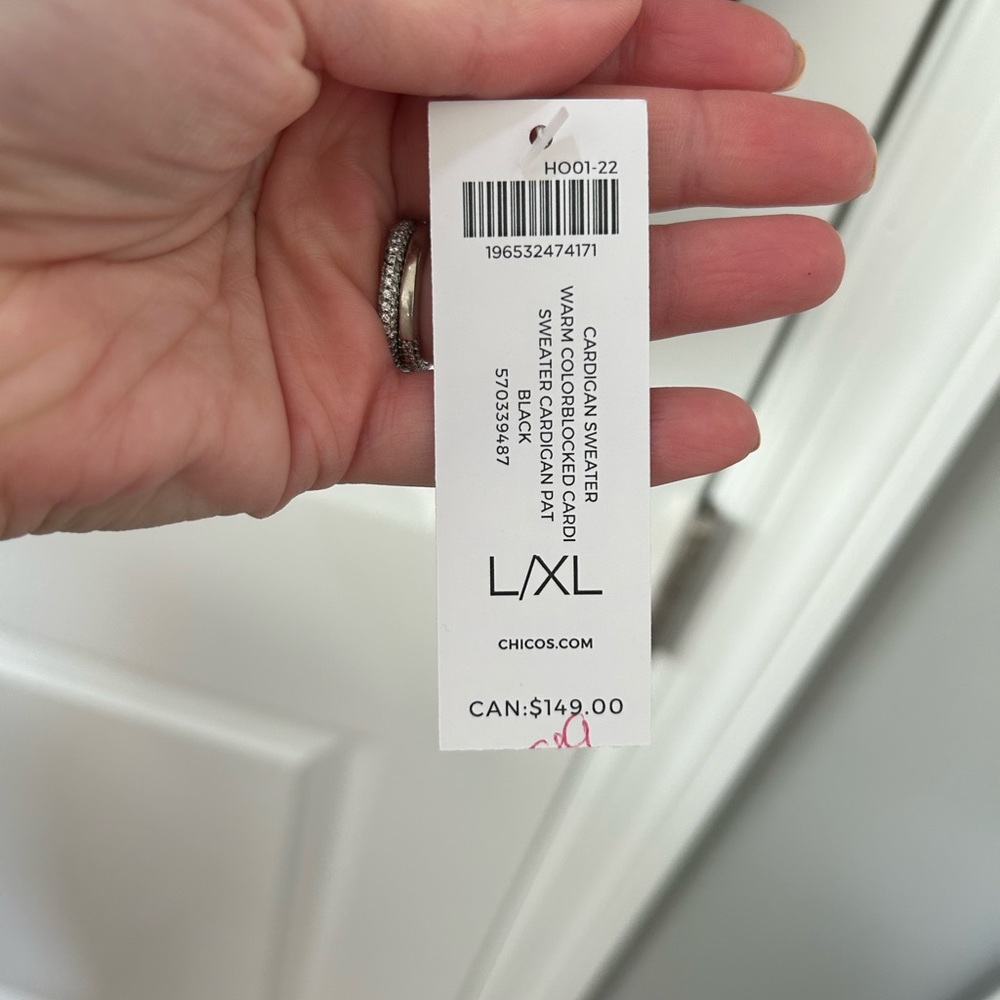 HO01-22
196532474171
CARDIGAN SWEATER
WARM COLORBLOCKED CARDI
SWEATER CARDIGAN PAT
BLACK
570339487
L/XL
CHICOS.COM
CAN:$149.00